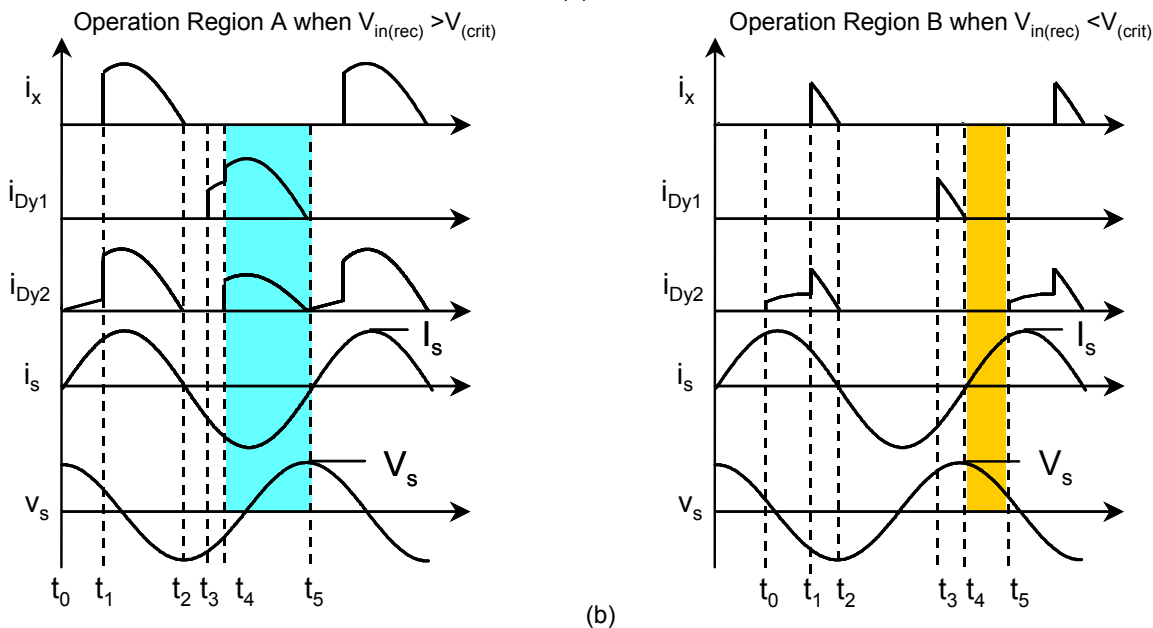 Operation Region A when V_in(rec) >V_(crit)
i_x
i_Dy1
i_Dy2
I_s
i_s
V_s
v_s
t_0 t_1 t_2 t_3 t_4 t_5
Operation Region B when V_in(rec) <V_(crit)
i_x
i_Dy1
i_Dy2
I_s
i_s
V_s
v_s
t_0 t_1 t_2 t_3 t_4 t_5
(b)